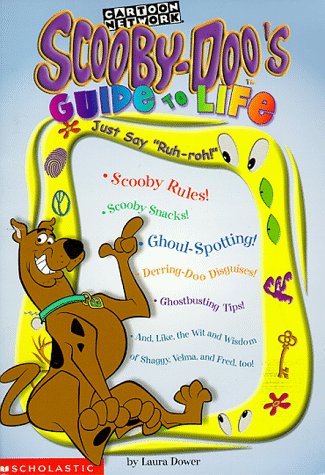 CARTOON NETWORK
SCOOBY-DOO'S
TM
GUIDE TO LIFE
Just Say "Ruh-roh!"
• Scooby Rules!
• Scooby Snacks!
• Ghoul-Spotting!
• Derring-Doo Disguises!
• Ghostbusting Tips!
• And, Like, the Wit and Wisdom
of Shaggy, Velma, and Fred, too!
SD
by Laura Dower
SCHOLASTIC